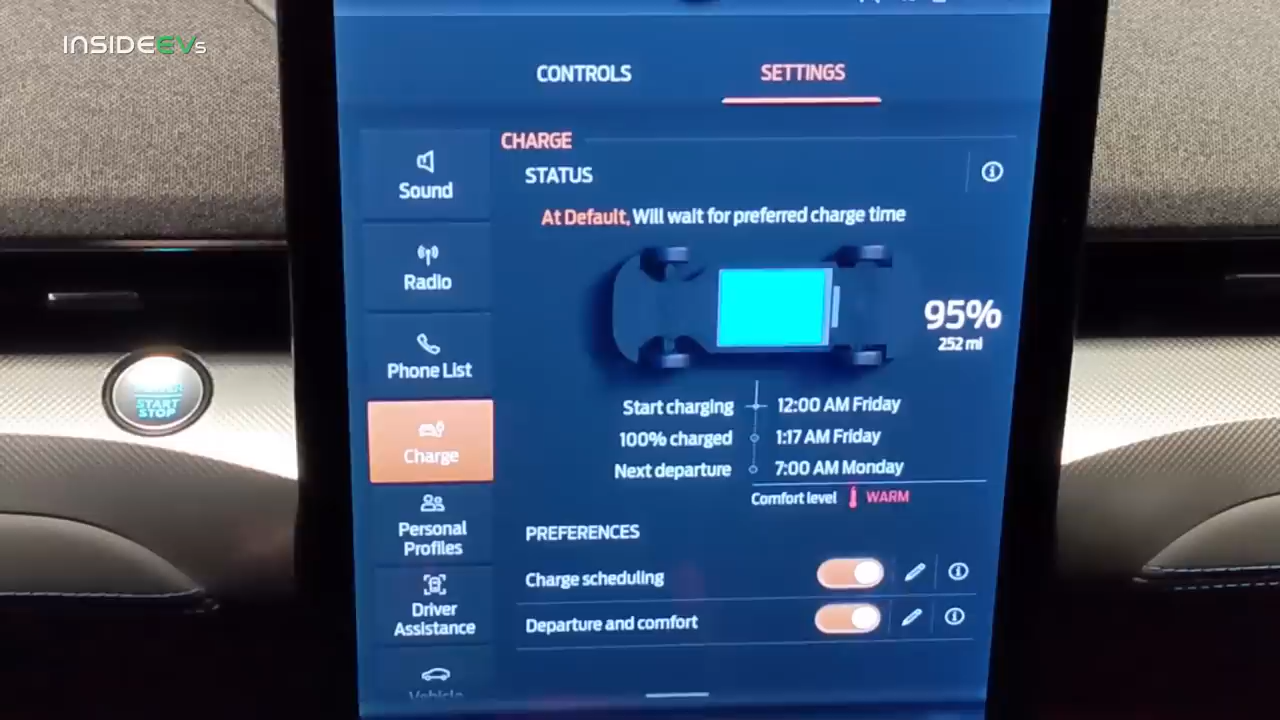 INSIDEEVs
CONTROLS
SETTINGS
CHARGE
STATUS
At Default, Will wait for preferred charge time
Sound
Radio
Phone List
Charge
Personal
Profiles
Driver
Assistance
Vehicle
95%
252 mi
Start charging 12:00 AM Friday
100% charged 1:17 AM Friday
Next departure 7:00 AM Monday
Comfort level WARM
PREFERENCES
Charge scheduling
Departure and comfort
START
STOP